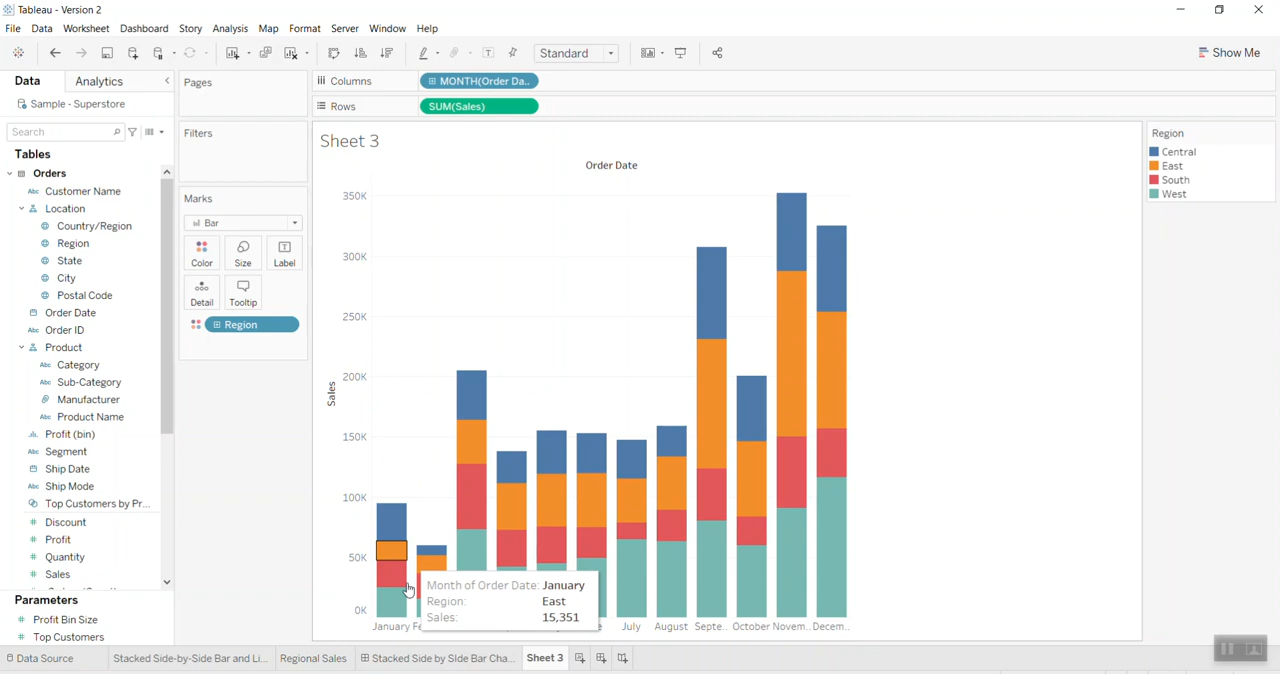 Tableau - Version 2
File Data Worksheet Dashboard Story Analysis Map Format Server Window Help
Standard
Show Me
Data Analytics
Sample - Superstore
Search
Tables
Orders
Abc Customer Name
Location
Country/Region
Region
State
City
Postal Code
Order Date
Abc Order ID
Product
Abc Category
Abc Sub-Category
Manufacturer
Abc Product Name
Profit (bin)
Abc Segment
Ship Date
Abc Ship Mode
Top Customers by Pr...
# Discount
# Profit
# Quantity
# Sales
Parameters
# Profit Bin Size
# Top Customers
Pages
Filters
Marks
Bar
Color Size Label
Detail Tooltip
Region
Columns MONTH(Order Da..
Rows SUM(Sales)
Sheet 3
Order Date
350K
300K
250K
200K
150K
100K
50K
0K
Sales
January
July August Septe.. October Novem.. Decem..
Month of Order Date: January
Region: East
Sales: 15,351
Region
Central
East
South
West
Data Source Stacked Side-by-Side Bar and Li... Regional Sales Stacked Side by SIde Bar Cha... Sheet 3